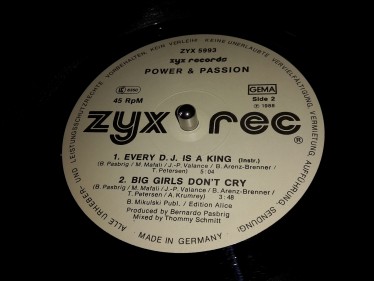 ALLE URHEBER- UND LEISTUNGSSCHUTZRECHTE VORBEHALTEN. KEIN VERLEIH. KEINE UNERLAUBTE VERVIELFÄLTIGUNG, VERMIETUNG, AUFFÜHRUNG, SENDUNG!
ZYX 5993
zyx records
POWER & PASSION
45 RpM
GEMA
Side 2
Ⓟ 1988
zyx rec ®
1. EVERY D. J. IS A KING (Instr.)
(B. Pasbrig / M. Mafali / J.-P. Valance / B. Arenz-Brenner /
T. Petersen) 5:04
2. BIG GIRLS DON'T CRY
(B. Pasbrig / M. Mafali / J.-P. Valance / B. Arenz-Brenner /
T. Petersen / A. Krumrey) 3:48
B. Mikulski Publ. / Edition Alice
Produced by Bernardo Pasbrig
Mixed by Thommy Schmitt
MADE IN GERMANY